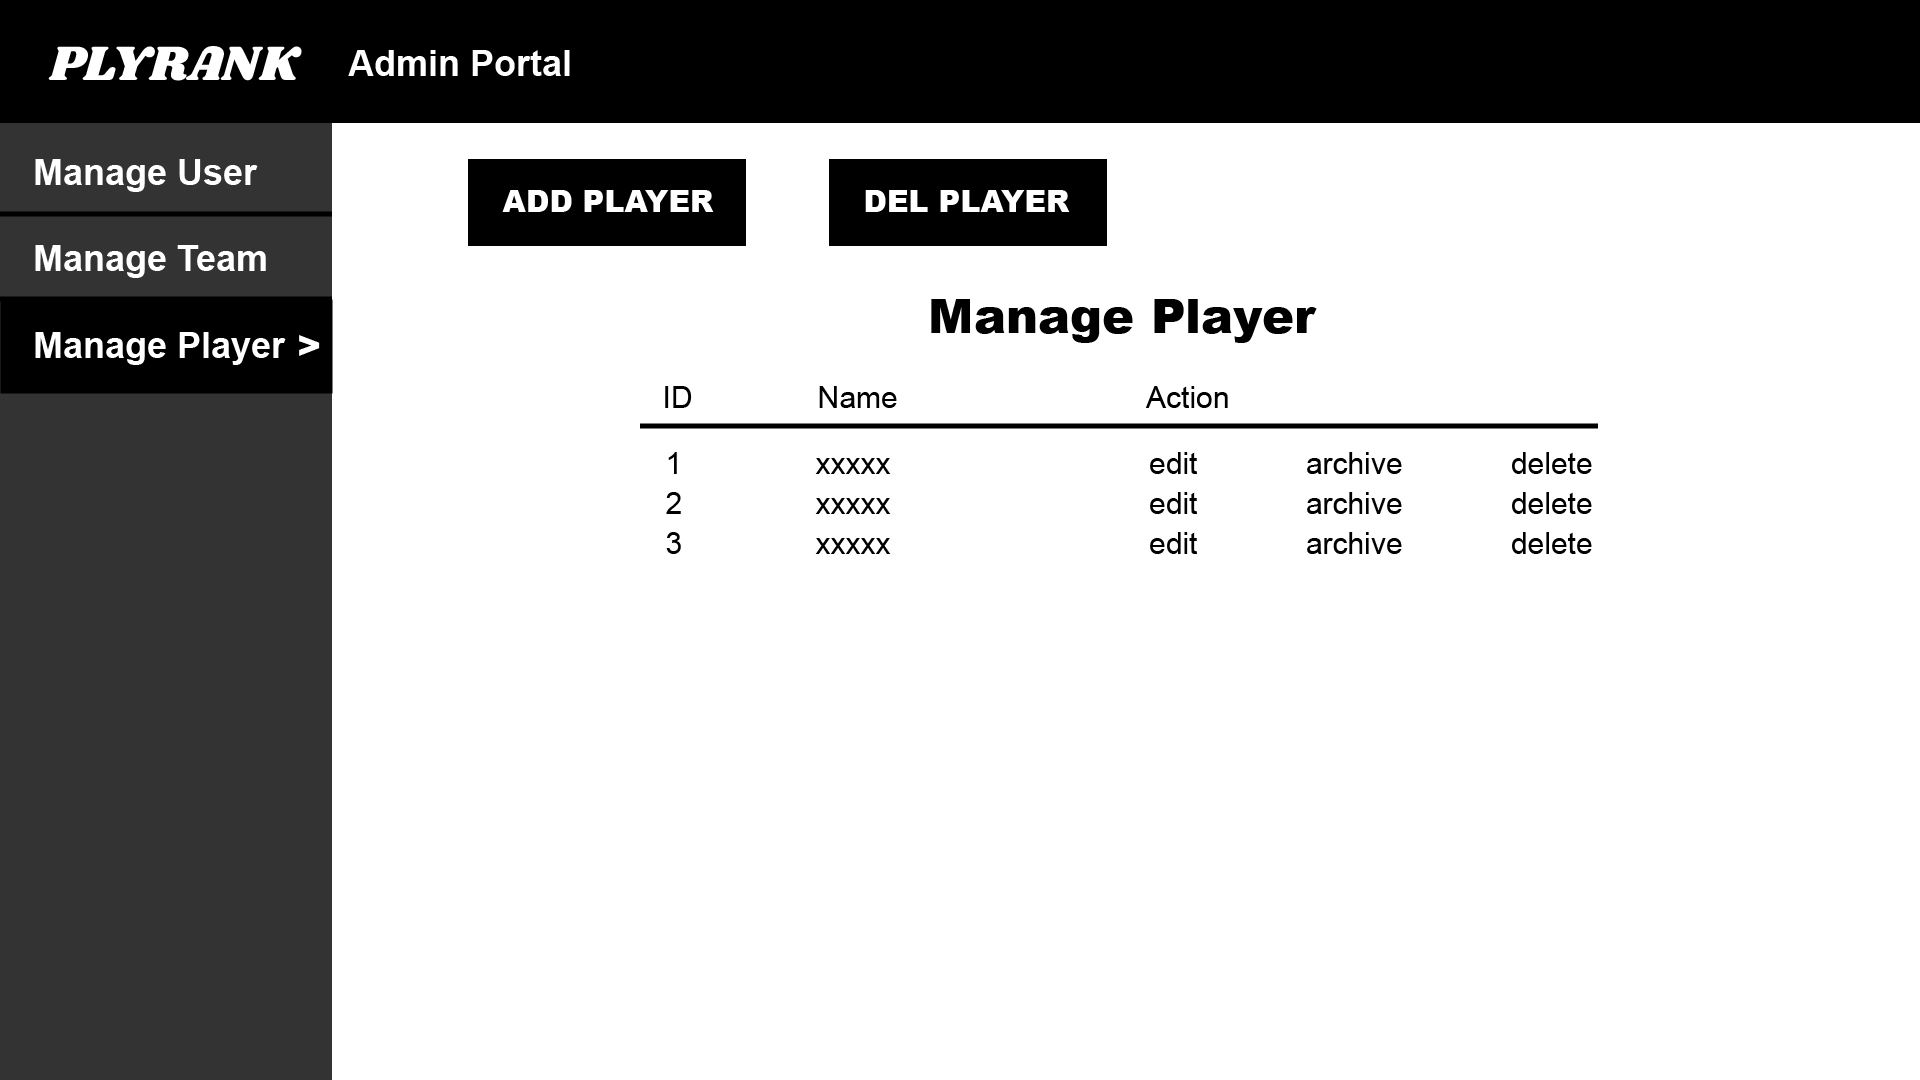 PLYRANK Admin Portal
Manage User
Manage Team
Manage Player >
ADD PLAYER DEL PLAYER
Manage Player
ID Name Action
1 xxxxx edit archive delete
2 xxxxx edit archive delete
3 xxxxx edit archive delete